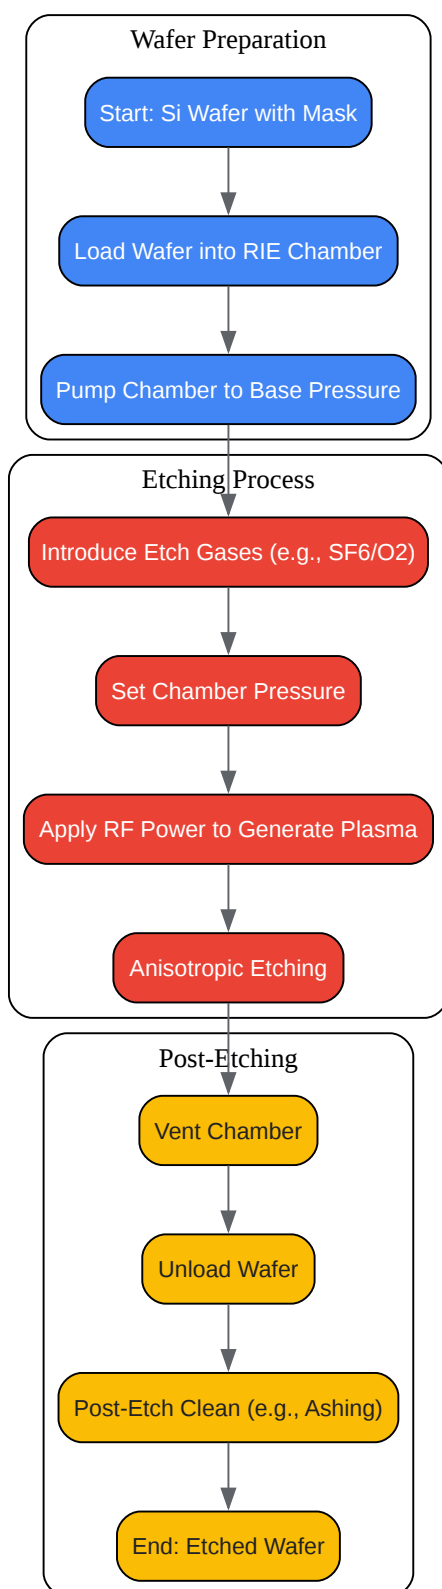 Wafer Preparation
Start: Si Wafer with Mask
Load Wafer into RIE Chamber
Pump Chamber to Base Pressure
Etching Process
Introduce Etch Gases (e.g., SF6/O2)
Set Chamber Pressure
Apply RF Power to Generate Plasma
Anisotropic Etching
Post-Etching
Vent Chamber
Unload Wafer
Post-Etch Clean (e.g., Ashing)
End: Etched Wafer